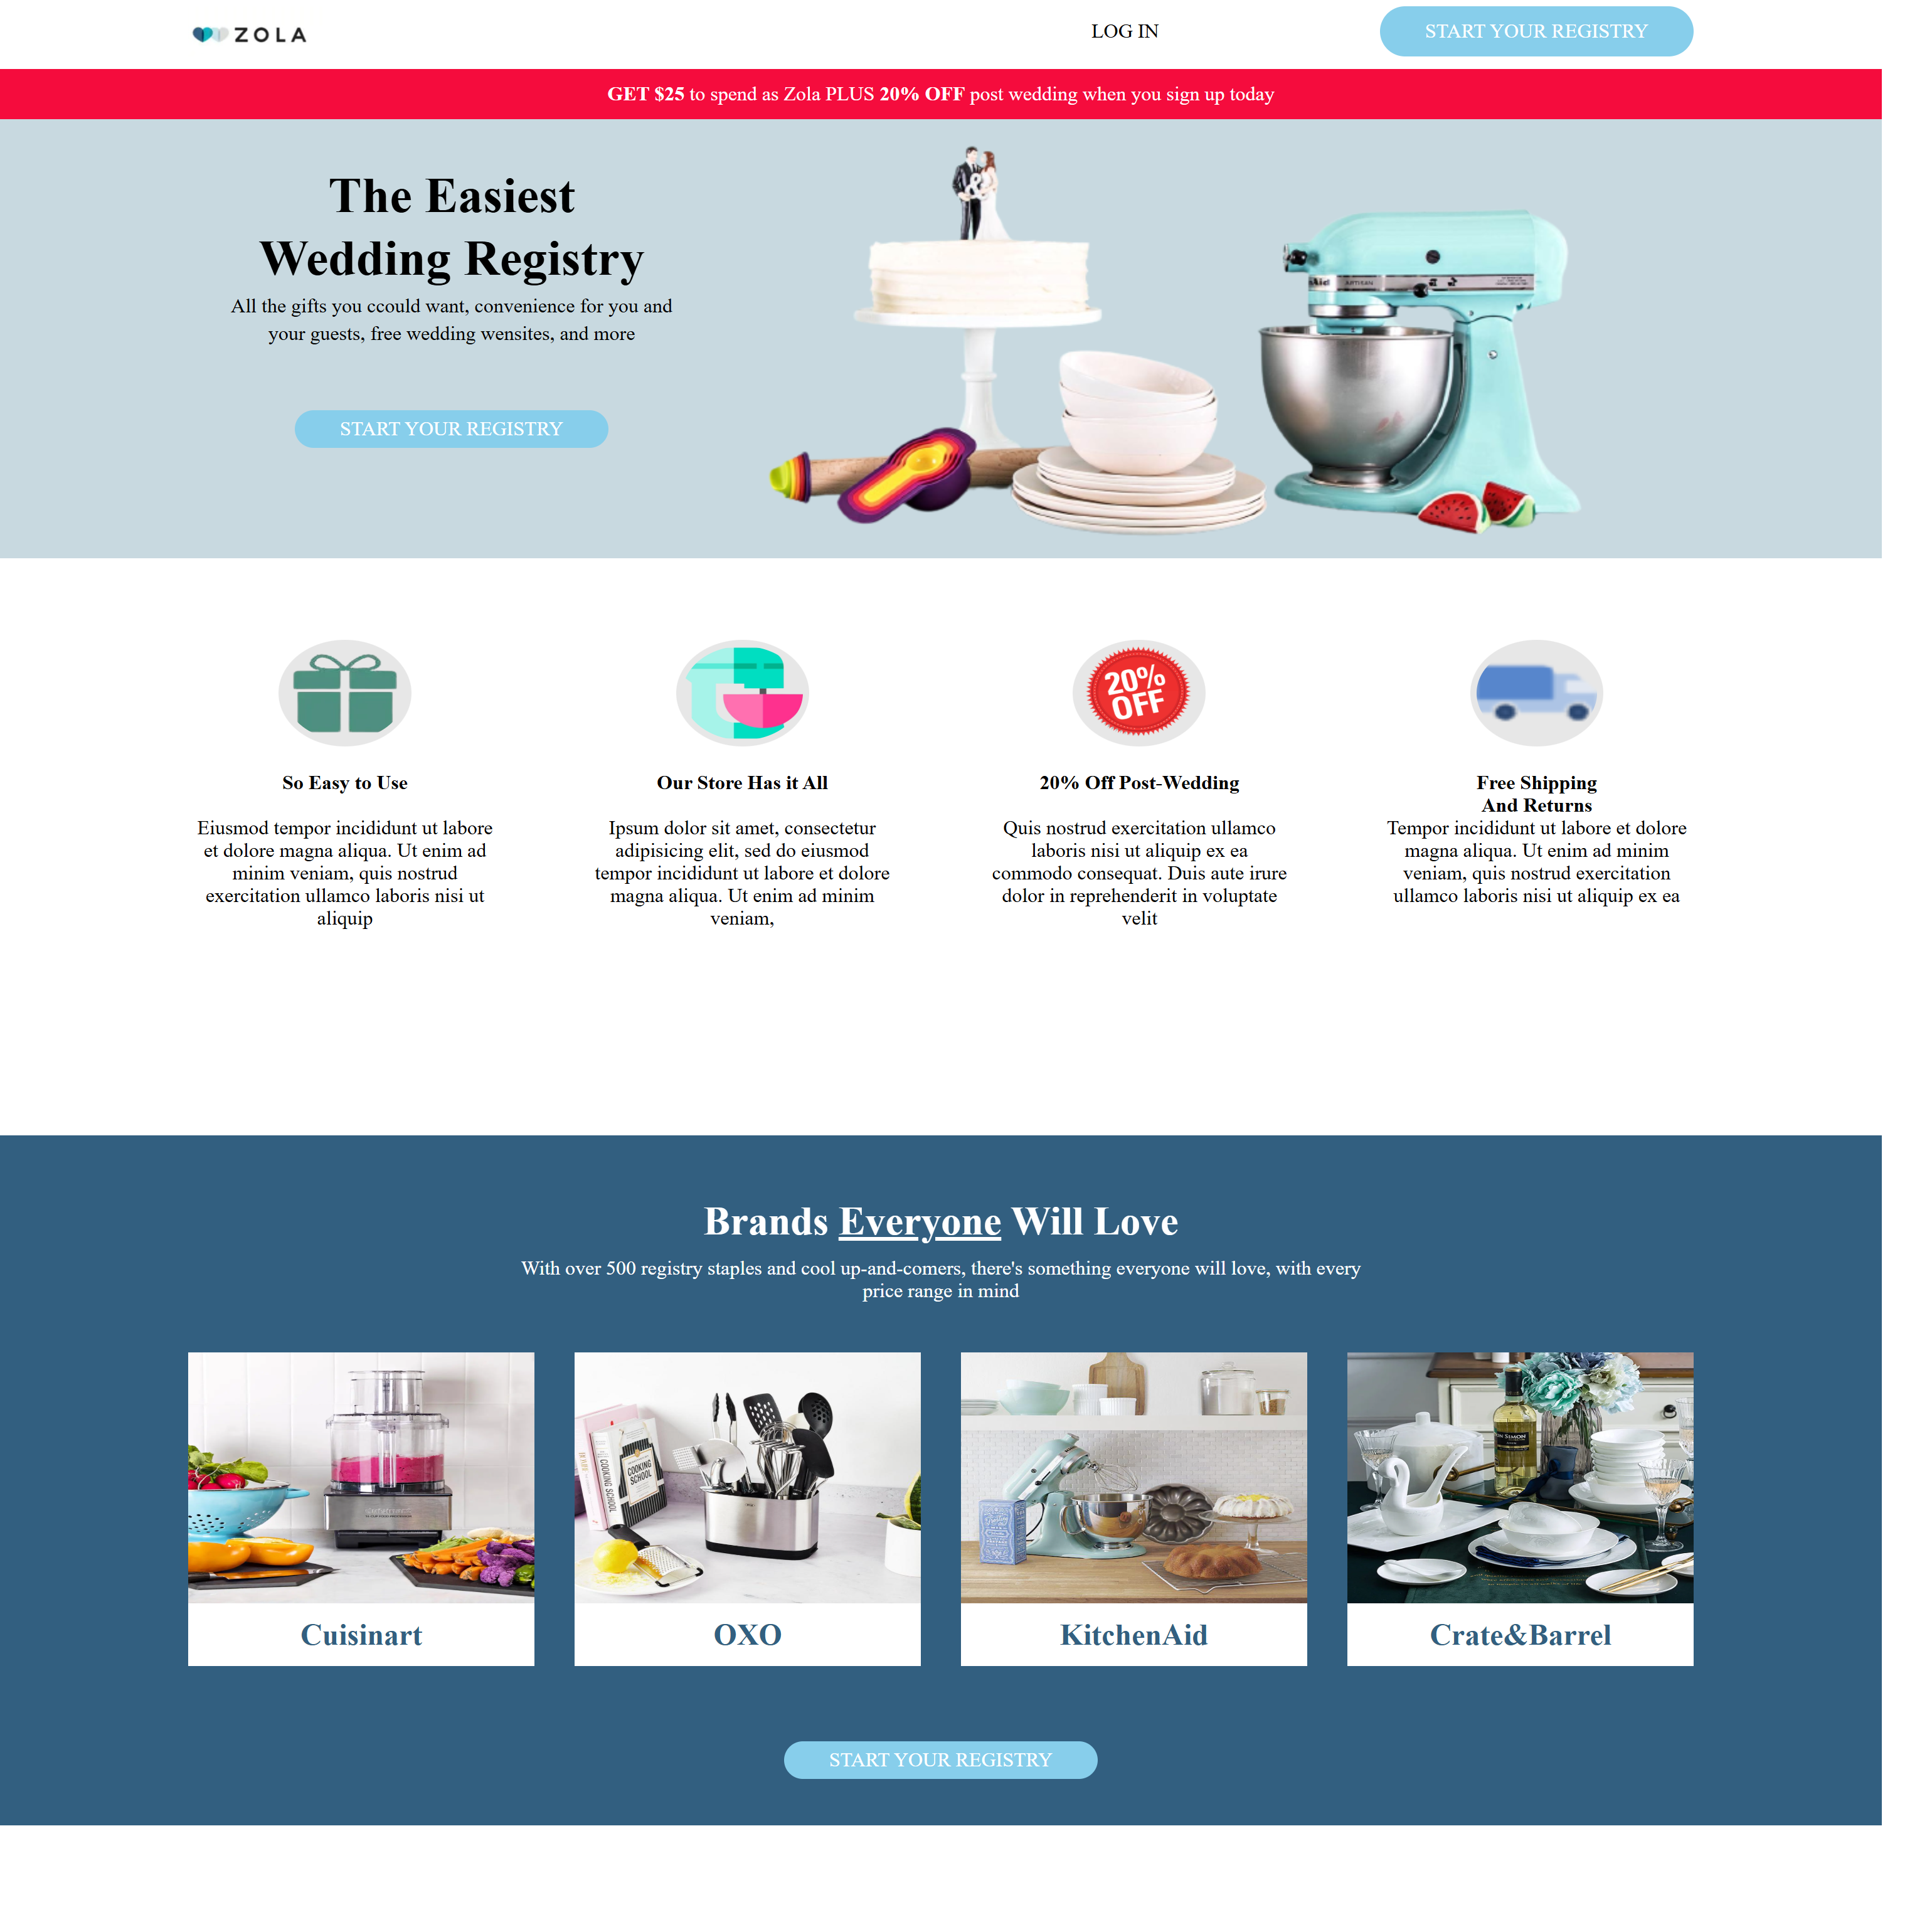 ZOLA
LOG IN
START YOUR REGISTRY
GET $25 to spend as Zola PLUS 20% OFF post wedding when you sign up today
The Easiest
Wedding Registry
All the gifts you ccould want, convenience for you and
your guests, free wedding wensites, and more
START YOUR REGISTRY
ARTISAN
20%
OFF
So Easy to Use
Eiusmod tempor incididunt ut labore
et dolore magna aliqua. Ut enim ad
minim veniam, quis nostrud
exercitation ullamco laboris nisi ut
aliquip
Our Store Has it All
Ipsum dolor sit amet, consectetur
adipisicing elit, sed do eiusmod
tempor incididunt ut labore et dolore
magna aliqua. Ut enim ad minim
veniam,
20% Off Post-Wedding
Quis nostrud exercitation ullamco
laboris nisi ut aliquip ex ea
commodo consequat. Duis aute irure
dolor in reprehenderit in voluptate
velit
Free Shipping
And Returns
Tempor incididunt ut labore et dolore
magna aliqua. Ut enim ad minim
veniam, quis nostrud exercitation
ullamco laboris nisi ut aliquip ex ea
Brands Everyone Will Love
With over 500 registry staples and cool up-and-comers, there's something everyone will love, with every
price range in mind
COOKING SCHOOL
COOKING
SCHOOL
SIMON
Cuisinart
OXO
KitchenAid
Crate&Barrel
START YOUR REGISTRY